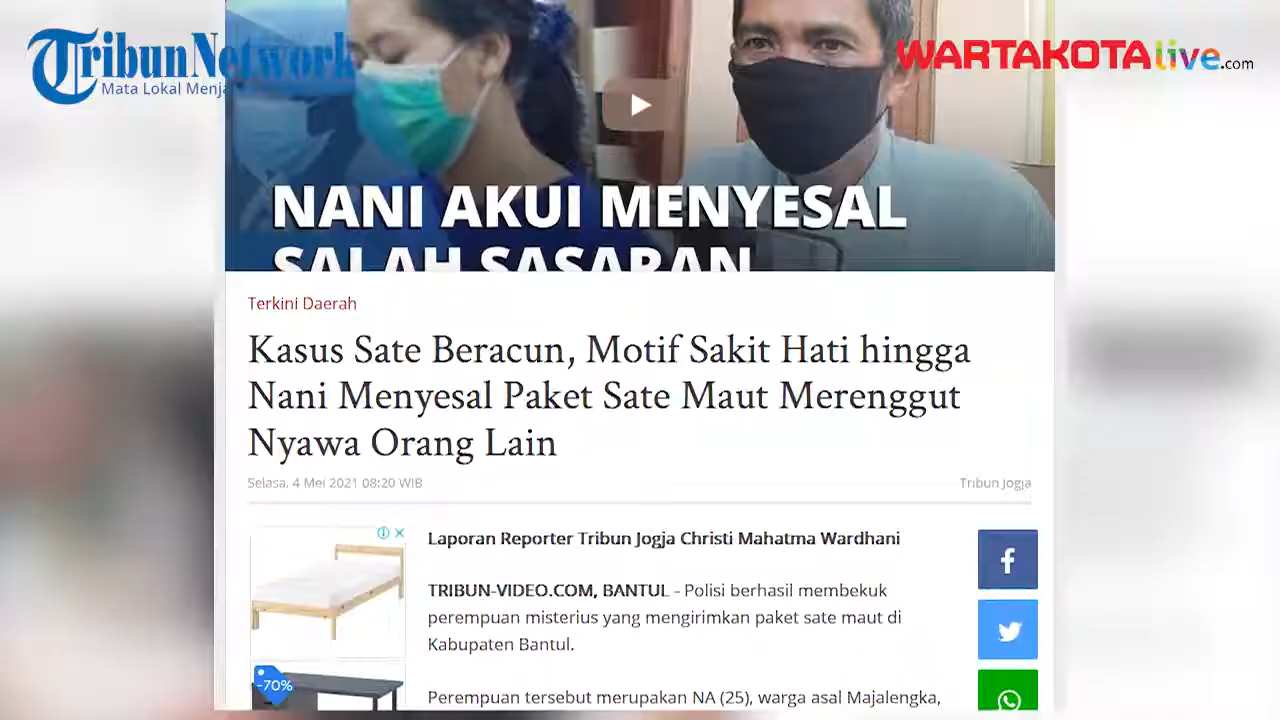 TribunNetwork
Mata Lokal Menja
WARTAKOTAlive.com
NANI AKUI MENYESAL
SALAH SASARAN
Terkini Daerah
Kasus Sate Beracun, Motif Sakit Hati hingga
Nani Menyesal Paket Sate Maut Merenggut
Nyawa Orang Lain
Selasa, 4 Mei 2021 08:20 WIB
Tribun Jogja
Laporan Reporter Tribun Jogja Christi Mahatma Wardhani
TRIBUN-VIDEO.COM, BANTUL - Polisi berhasil membekuk
perempuan misterius yang mengirimkan paket sate maut di
Kabupaten Bantul.
-70%
Perempuan tersebut merupakan NA (25), warga asal Majalengka,